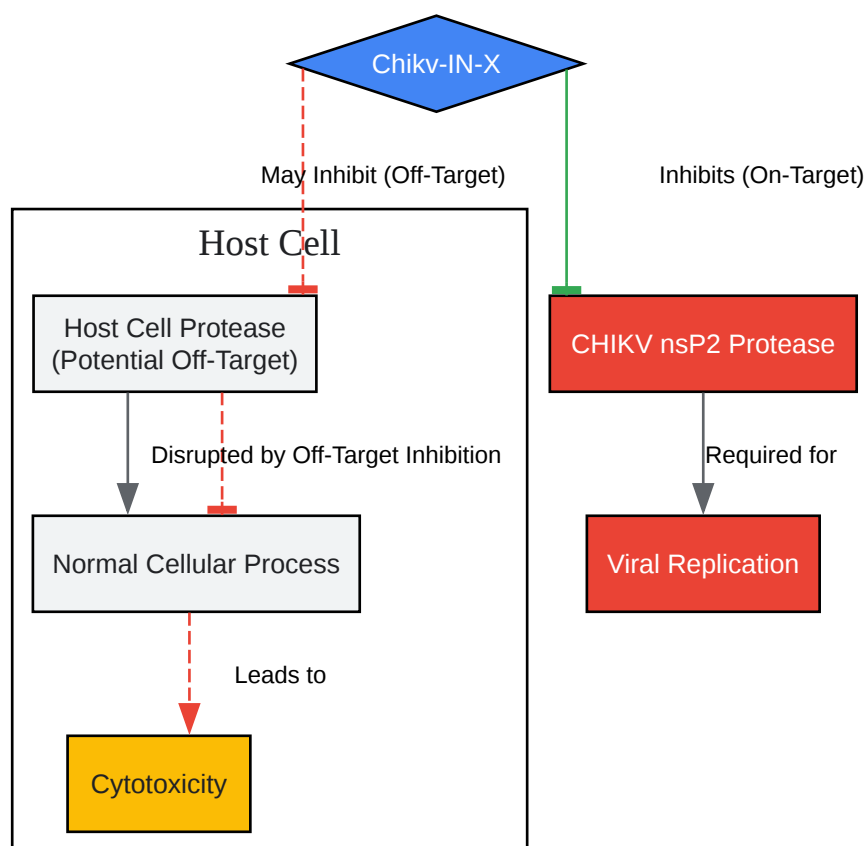 Chikv-IN-X
May Inhibit (Off-Target)
Inhibits (On-Target)
Host Cell
Host Cell Protease
(Potential Off-Target)
CHIKV nsP2 Protease
Disrupted by Off-Target Inhibition
Required for
Normal Cellular Process
Viral Replication
Leads to
Cytotoxicity